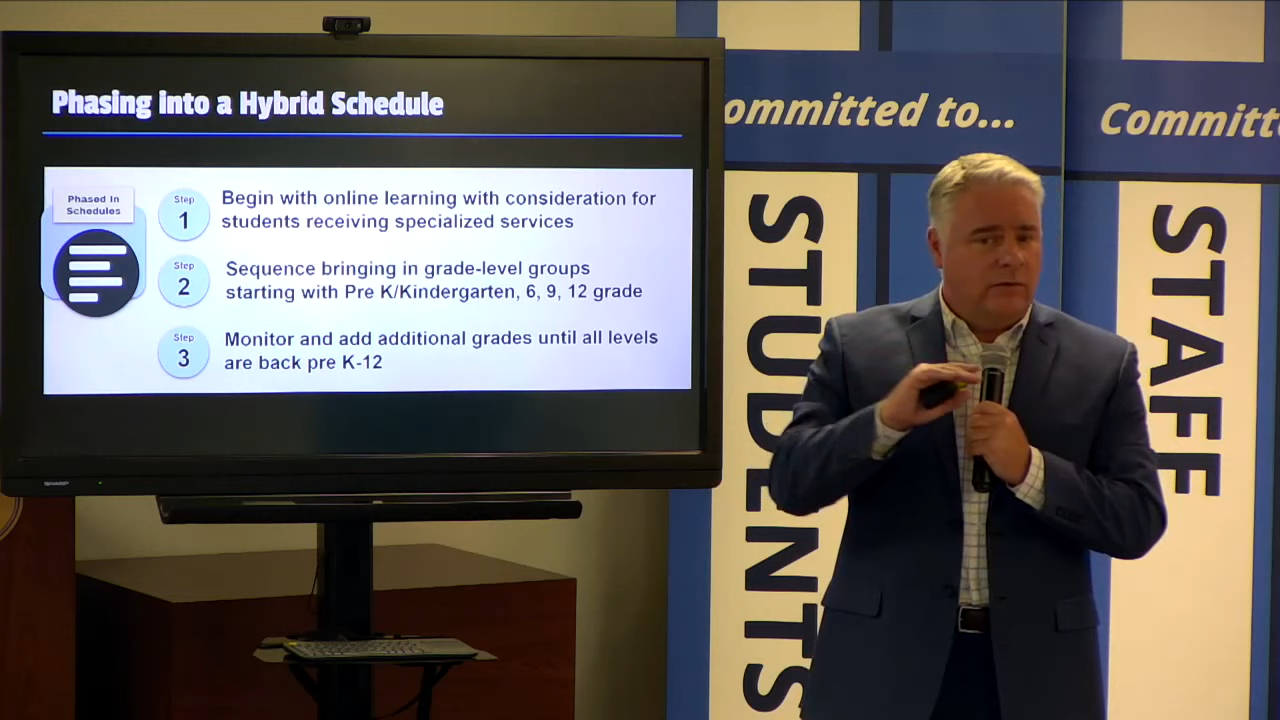 Phasing into a Hybrid Schedule
Phased In
Schedules
Step
1
Begin with online learning with consideration for
students receiving specialized services
Step
2
Sequence bringing in grade-level groups
starting with Pre K/Kindergarten, 6, 9, 12 grade
Step
3
Monitor and add additional grades until all levels
are back pre K-12
SHARP
ommitted to...
STUDENTS
Committ
STAFF